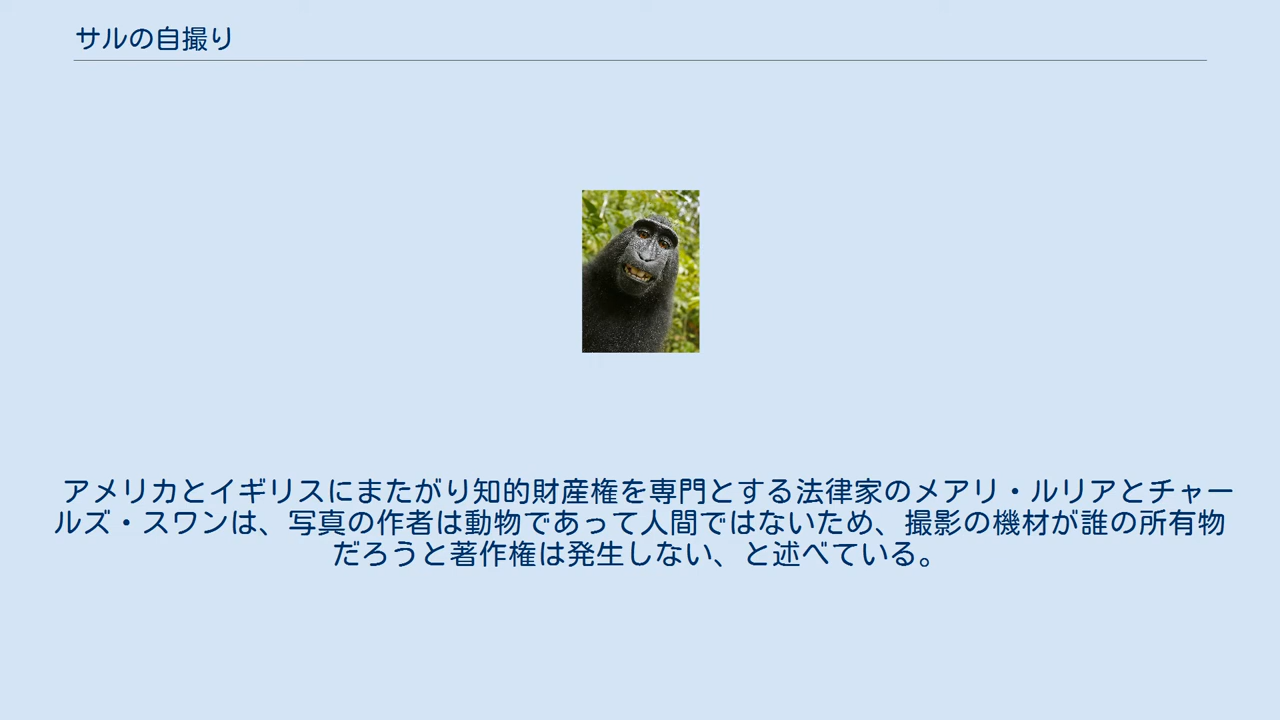 サルの自撮り
アメリカとイギリスにまたがり知的財産権を専門とする法律家のメアリ・ルリアとチャー
ルズ・スワンは、写真の作者は動物であって人間ではないため、撮影の機材が誰の所有物
だろうと著作権は発生しない、と述べている。